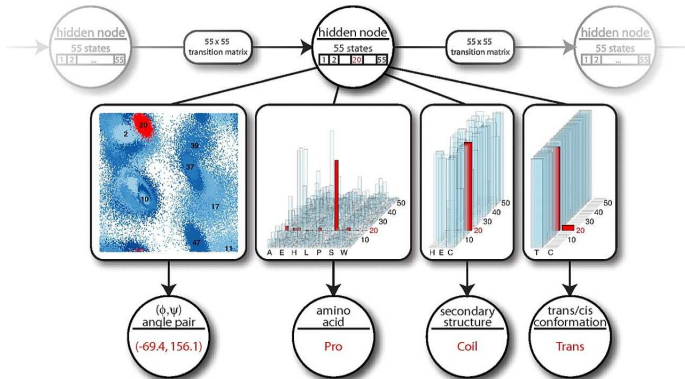 hidden node
55 states
1 2 ... 55
55 x 55
transition matrix
hidden node
55 states
1 2 20 55
55 x 55
transition matrix
hidden node
55 states
1 2 ... 55
2
20
39
37
10
17
47
11
50
40
30
20
10
A E H L P S W
50
40
30
20
10
H E C
50
40
30
20
10
T C
(ϕ,ψ)
angle pair
(-69.4, 156.1)
amino
acid
Pro
secondary
structure
Coil
trans/cis
conformation
Trans